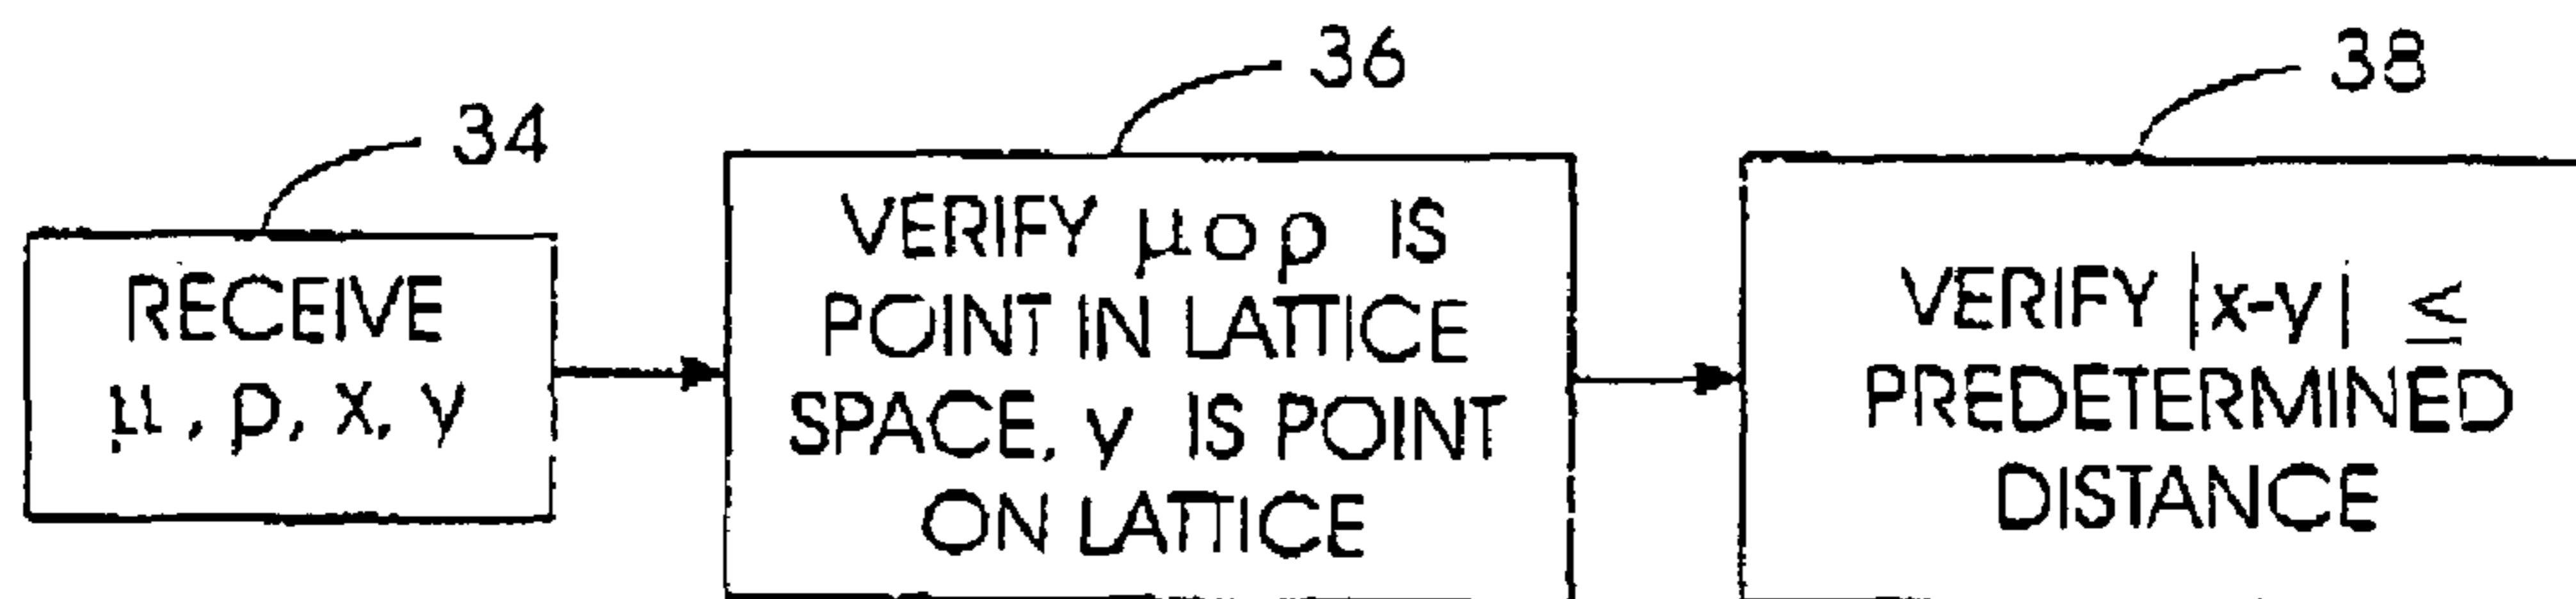 34
RECEIVE
μ, ρ, x, y
36
VERIFY μ o ρ IS
POINT IN LATTICE
SPACE, y IS POINT
ON LATTICE
38
VERIFY |x-y| ≤
PREDETERMINED
DISTANCE